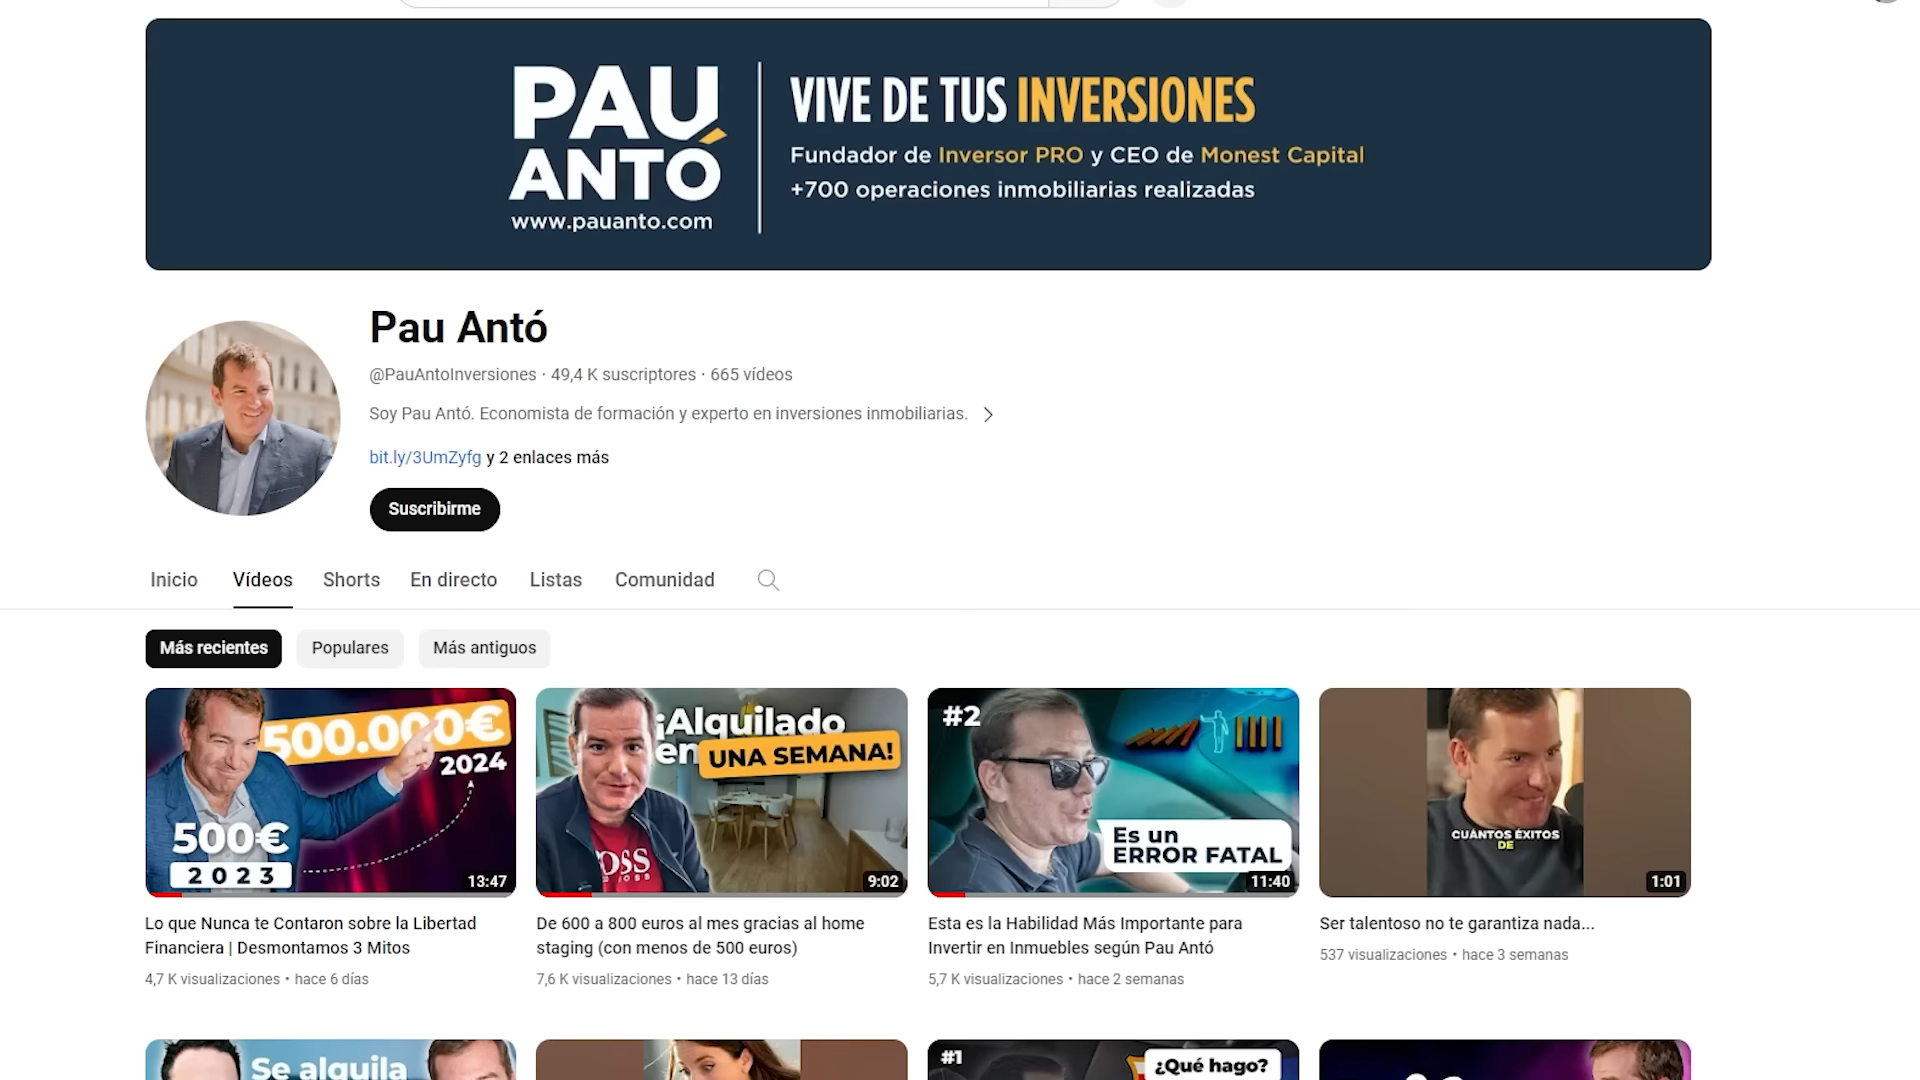 PAU
ANTÓ
www.pauanto.com
VIVE DE TUS INVERSIONES
Fundador de Inversor PRO y CEO de Monest Capital
+700 operaciones inmobiliarias realizadas
Pau Antó
@PauAntoInversiones · 49,4 K suscriptores · 665 vídeos
Soy Pau Antó. Economista de formación y experto en inversiones inmobiliarias.
bit.ly/3UmZyfg y 2 enlaces más
Suscribirme
Inicio Vídeos Shorts En directo Listas Comunidad
Más recientes Populares Más antiguos
500.000€
2024
500€
2023
13:47
Lo que Nunca te Contaron sobre la Libertad
Financiera | Desmontamos 3 Mitos
4,7 K visualizaciones • hace 6 días
¡Alquilado
en UNA SEMANA!
9:02
De 600 a 800 euros al mes gracias al home
staging (con menos de 500 euros)
7,6 K visualizaciones • hace 13 días
#2
Es un
ERROR FATAL
11:40
Esta es la Habilidad Más Importante para
Invertir en Inmuebles según Pau Antó
5,7 K visualizaciones • hace 2 semanas
CUÁNTOS ÉXITOS
DE
1:01
Ser talentoso no te garantiza nada...
537 visualizaciones • hace 3 semanas
Se alquila
#1
¿Qué hago?